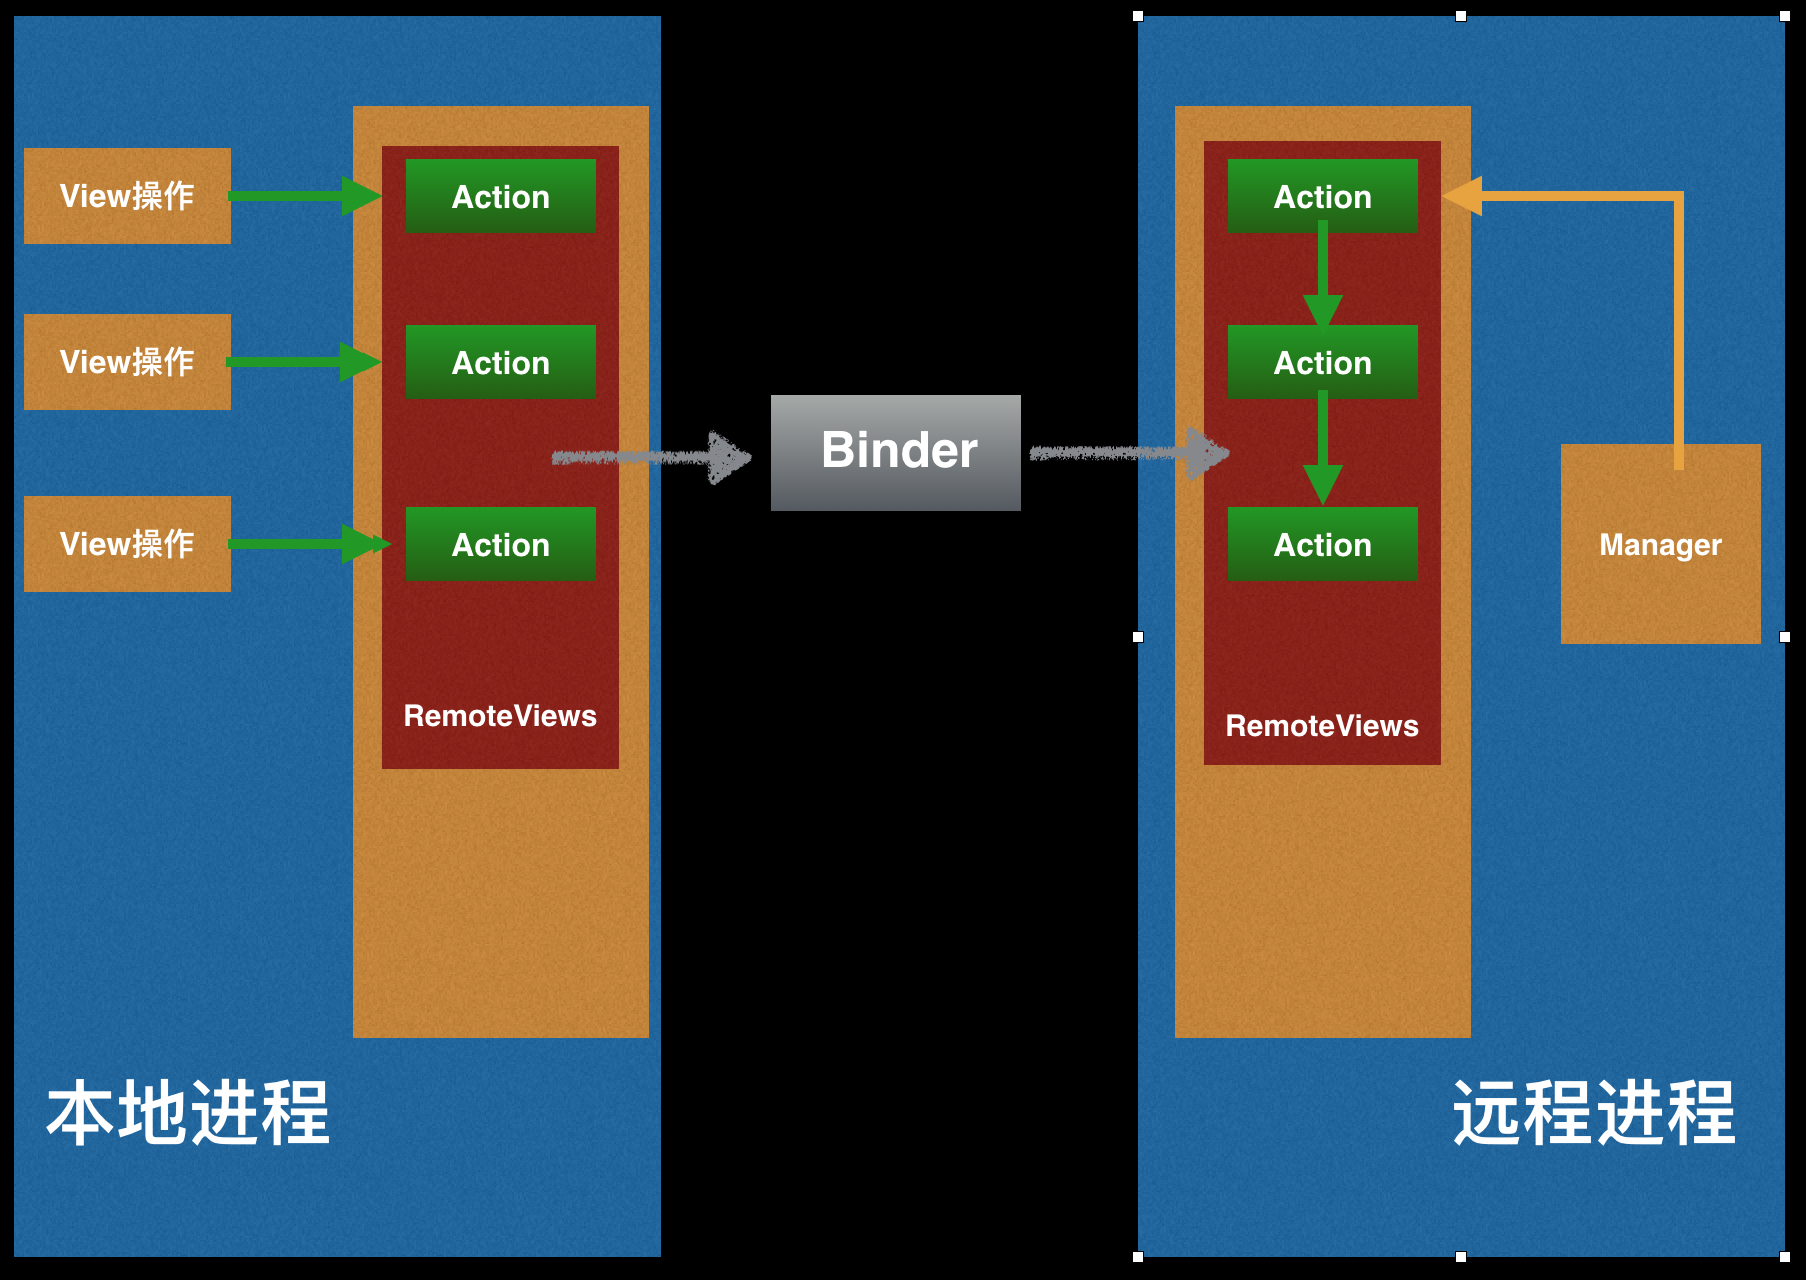 View操作
Action
View操作
Action
View操作
Action
RemoteViews
本地进程
Binder
Action
Action
Action
RemoteViews
Manager
远程进程